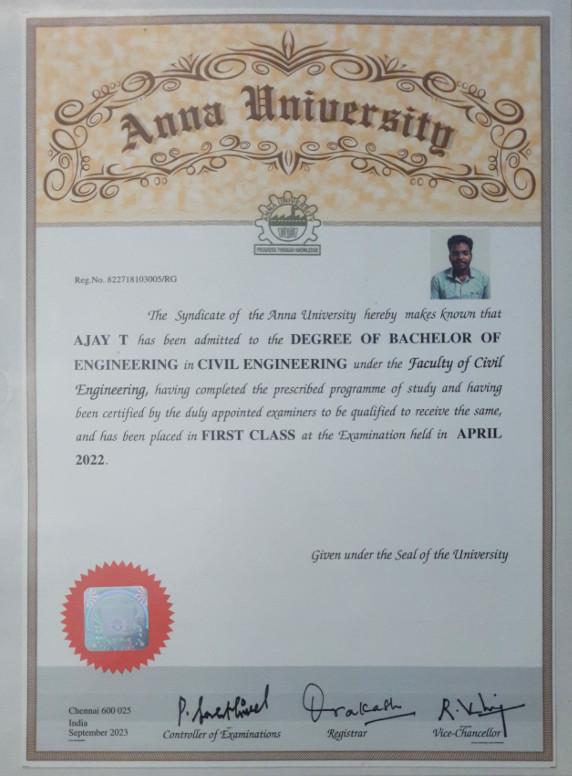 Anna University
ANNA UNIVERSITY
PROGRESS THROUGH KNOWLEDGE
Reg.No. 822718103005/RG
The Syndicate of the Anna University hereby makes known that
AJAY T has been admitted to the DEGREE OF BACHELOR OF
ENGINEERING in CIVIL ENGINEERING under the Faculty of Civil
Engineering, having completed the prescribed programme of study and having
been certified by the duly appointed examiners to be qualified to receive the same,
and has been placed in FIRST CLASS at the Examination held in APRIL
2022.
Given under the Seal of the University
Chennai 600 025
India
September 2023
Controller of Examinations
Registrar
Vice-Chancellor